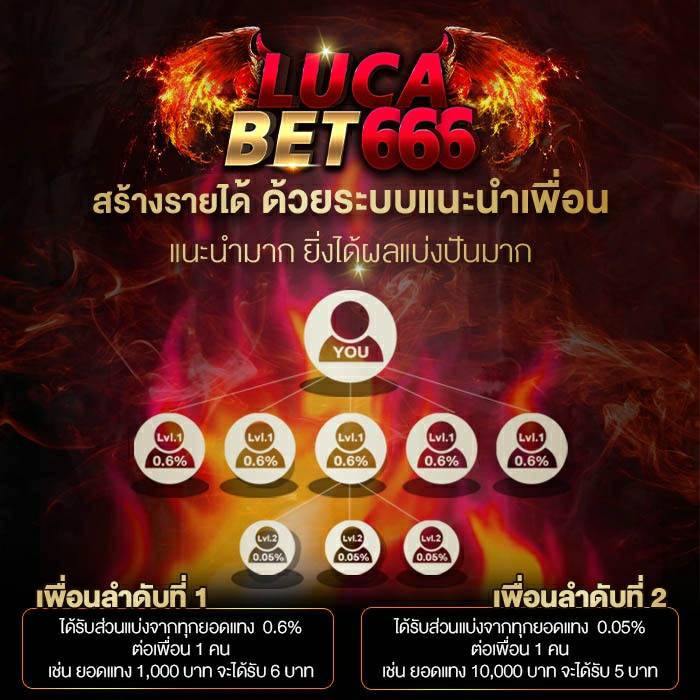 LUCA
BET666
สร้างรายได้ ด้วยระบบแนะนำเพื่อน
แนะนำมาก ยิ่งได้ผลแบ่งปันมาก
YOU
Lvl.1 Lvl.1 Lvl.1 Lvl.1 Lvl.1
0.6% 0.6% 0.6% 0.6% 0.6%
Lvl.2 Lvl.2 Lvl.2
0.05% 0.05% 0.05%
เพื่อนลำดับที่ 1
ได้รับส่วนแบ่งจากทุกยอดแทง 0.6%
ต่อเพื่อน 1 คน
เช่น ยอดแทง 1,000 บาท จะได้รับ 6 บาท
เพื่อนลำดับที่ 2
ได้รับส่วนแบ่งจากทุกยอดแทง 0.05%
ต่อเพื่อน 1 คน
เช่น ยอดแทง 10,000 บาท จะได้รับ 5 บาท